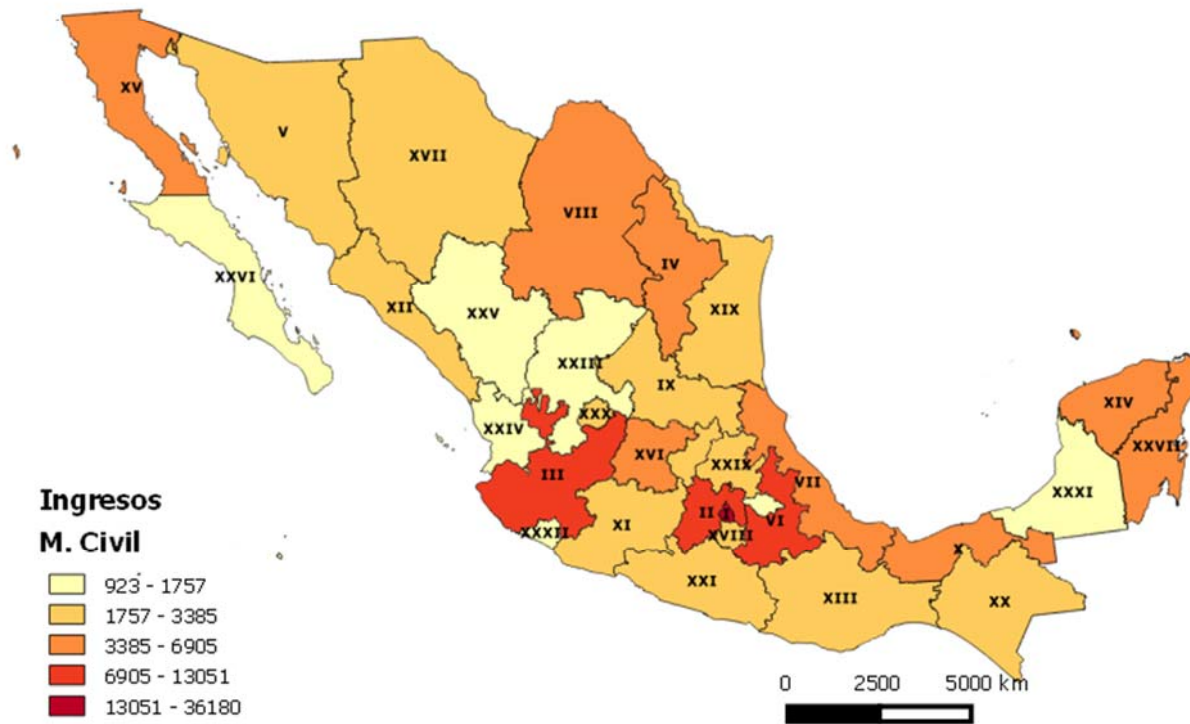 XV
V
XVII
VIII
IV
XXVI
XII
XXV
XIX
XXIII
IX
XXX
XXIV
XIV
XXVII
XVI
XXIX
III
VII
XXXI
II
I
VI
XI
XXXII
XVIII
X
XXI
XIII
XX
Ingresos
M. Civil
923 - 1757
1757 - 3385
3385 - 6905
6905 - 13051
13051 - 36180
0 2500 5000 km